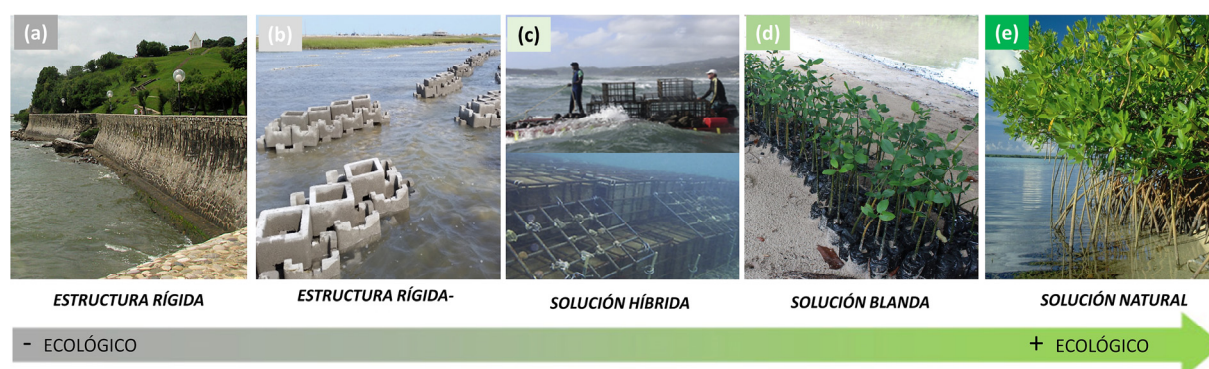 (a)
(b)
(c)
(d)
(e)
ESTRUCTURA RÍGIDA
ESTRUCTURA RÍGIDA-
SOLUCIÓN HÍBRIDA
SOLUCIÓN BLANDA
SOLUCIÓN NATURAL
- ECOLÓGICO
+ ECOLÓGICO